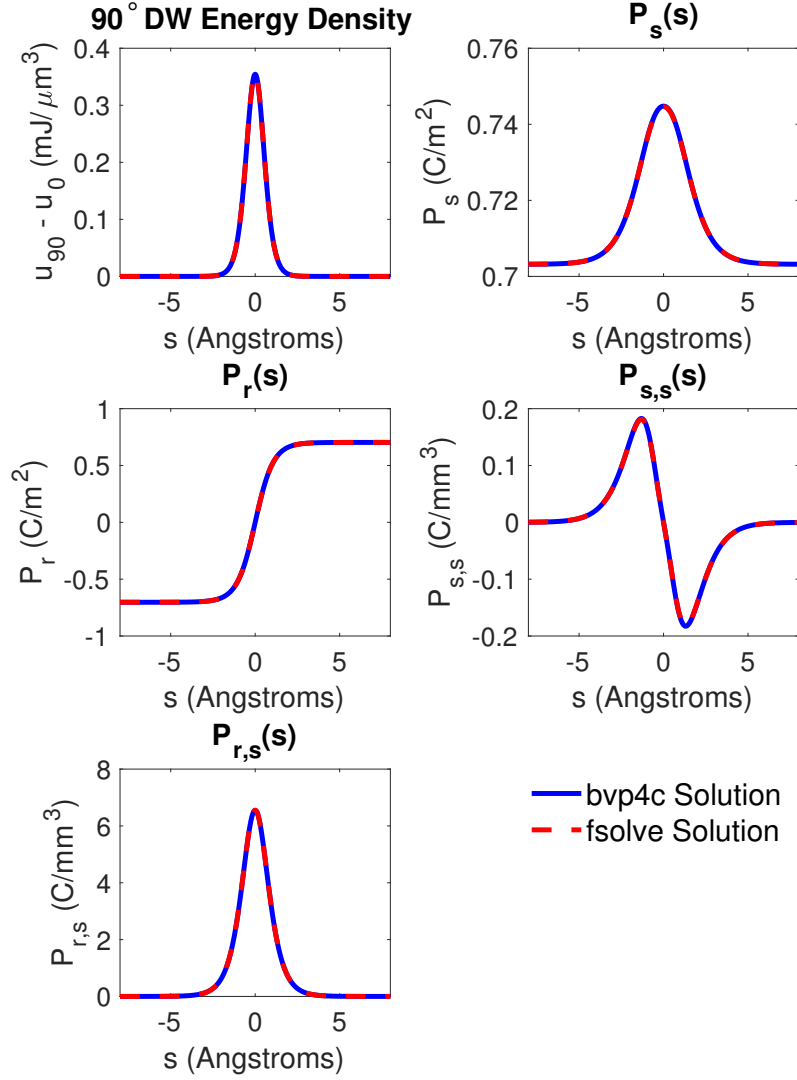 90° DW Energy Density
u90 - u0 (mJ/μm3)
0.4
0.3
0.2
0.1
0
-5 0 5
s (Angstroms)
Ps(s)
Ps (C/m2)
0.76
0.74
0.72
0.7
-5 0 5
s (Angstroms)
Pr(s)
Pr (C/m2)
1
0.5
0
-0.5
-1
-5 0 5
s (Angstroms)
Ps,s(s)
Ps,s (C/mm3)
0.2
0.1
0
-0.1
-0.2
-5 0 5
s (Angstroms)
Pr,s(s)
Pr,s (C/mm3)
8
6
4
2
0
-5 0 5
s (Angstroms)
bvp4c Solution
fsolve Solution